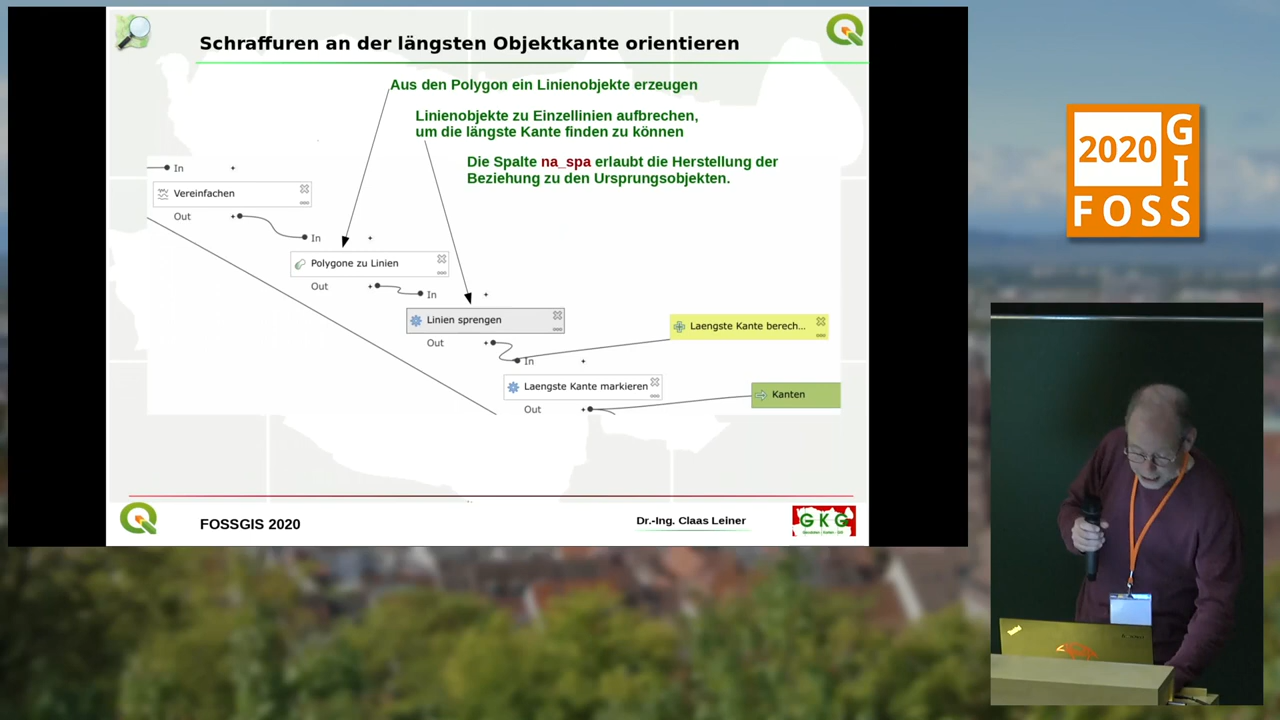 Schraffuren an der längsten Objektkante orientieren
Aus den Polygon ein Linienobjekte erzeugen
Linienobjekte zu Einzellinien aufbrechen,
um die längste Kante finden zu können
Die Spalte na_spa erlaubt die Herstellung der
Beziehung zu den Ursprungsobjekten.
In
Vereinfachen
Out
In
Polygone zu Linien
Out
In
Linien sprengen
Out
Laengste Kante berech...
In
Laengste Kante markieren
Out
Kanten
FOSSGIS 2020
Dr.-Ing. Claas Leiner
GKG
2020
G
I
FOSS